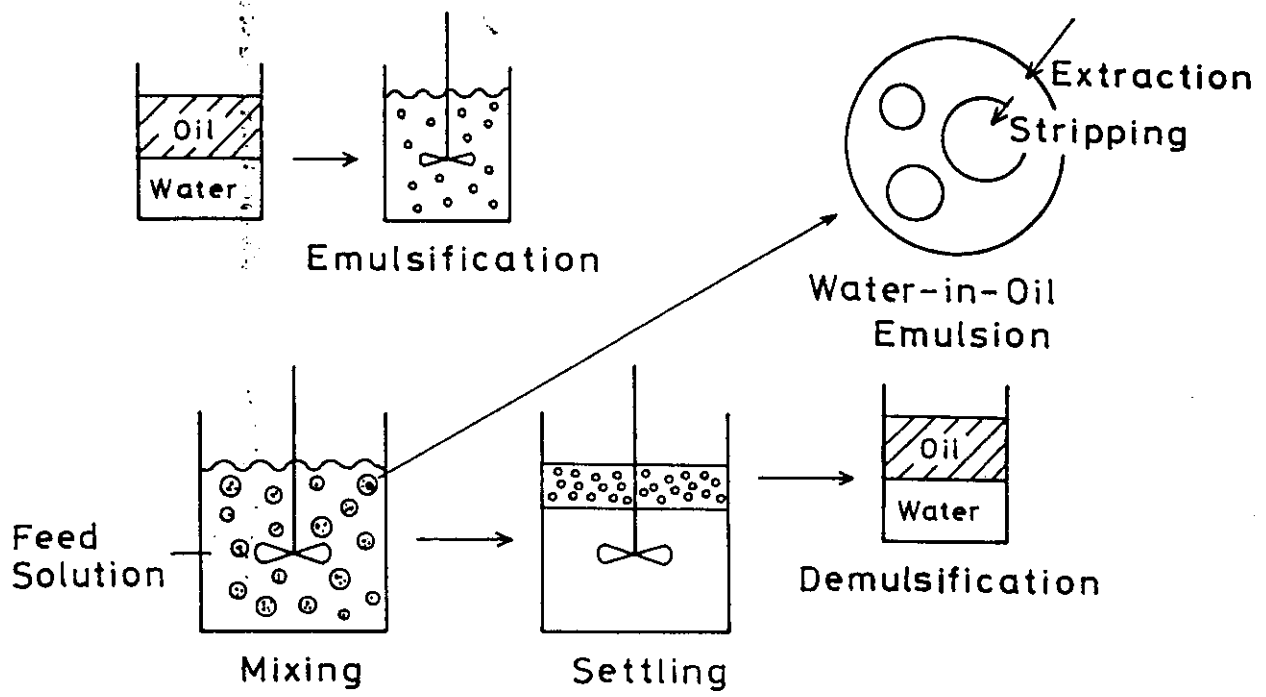 Oil
Water
Emulsification
Extraction
Stripping
Water-in-Oil
Emulsion
Feed
Solution
Mixing
Settling
Oil
Water
Demulsification